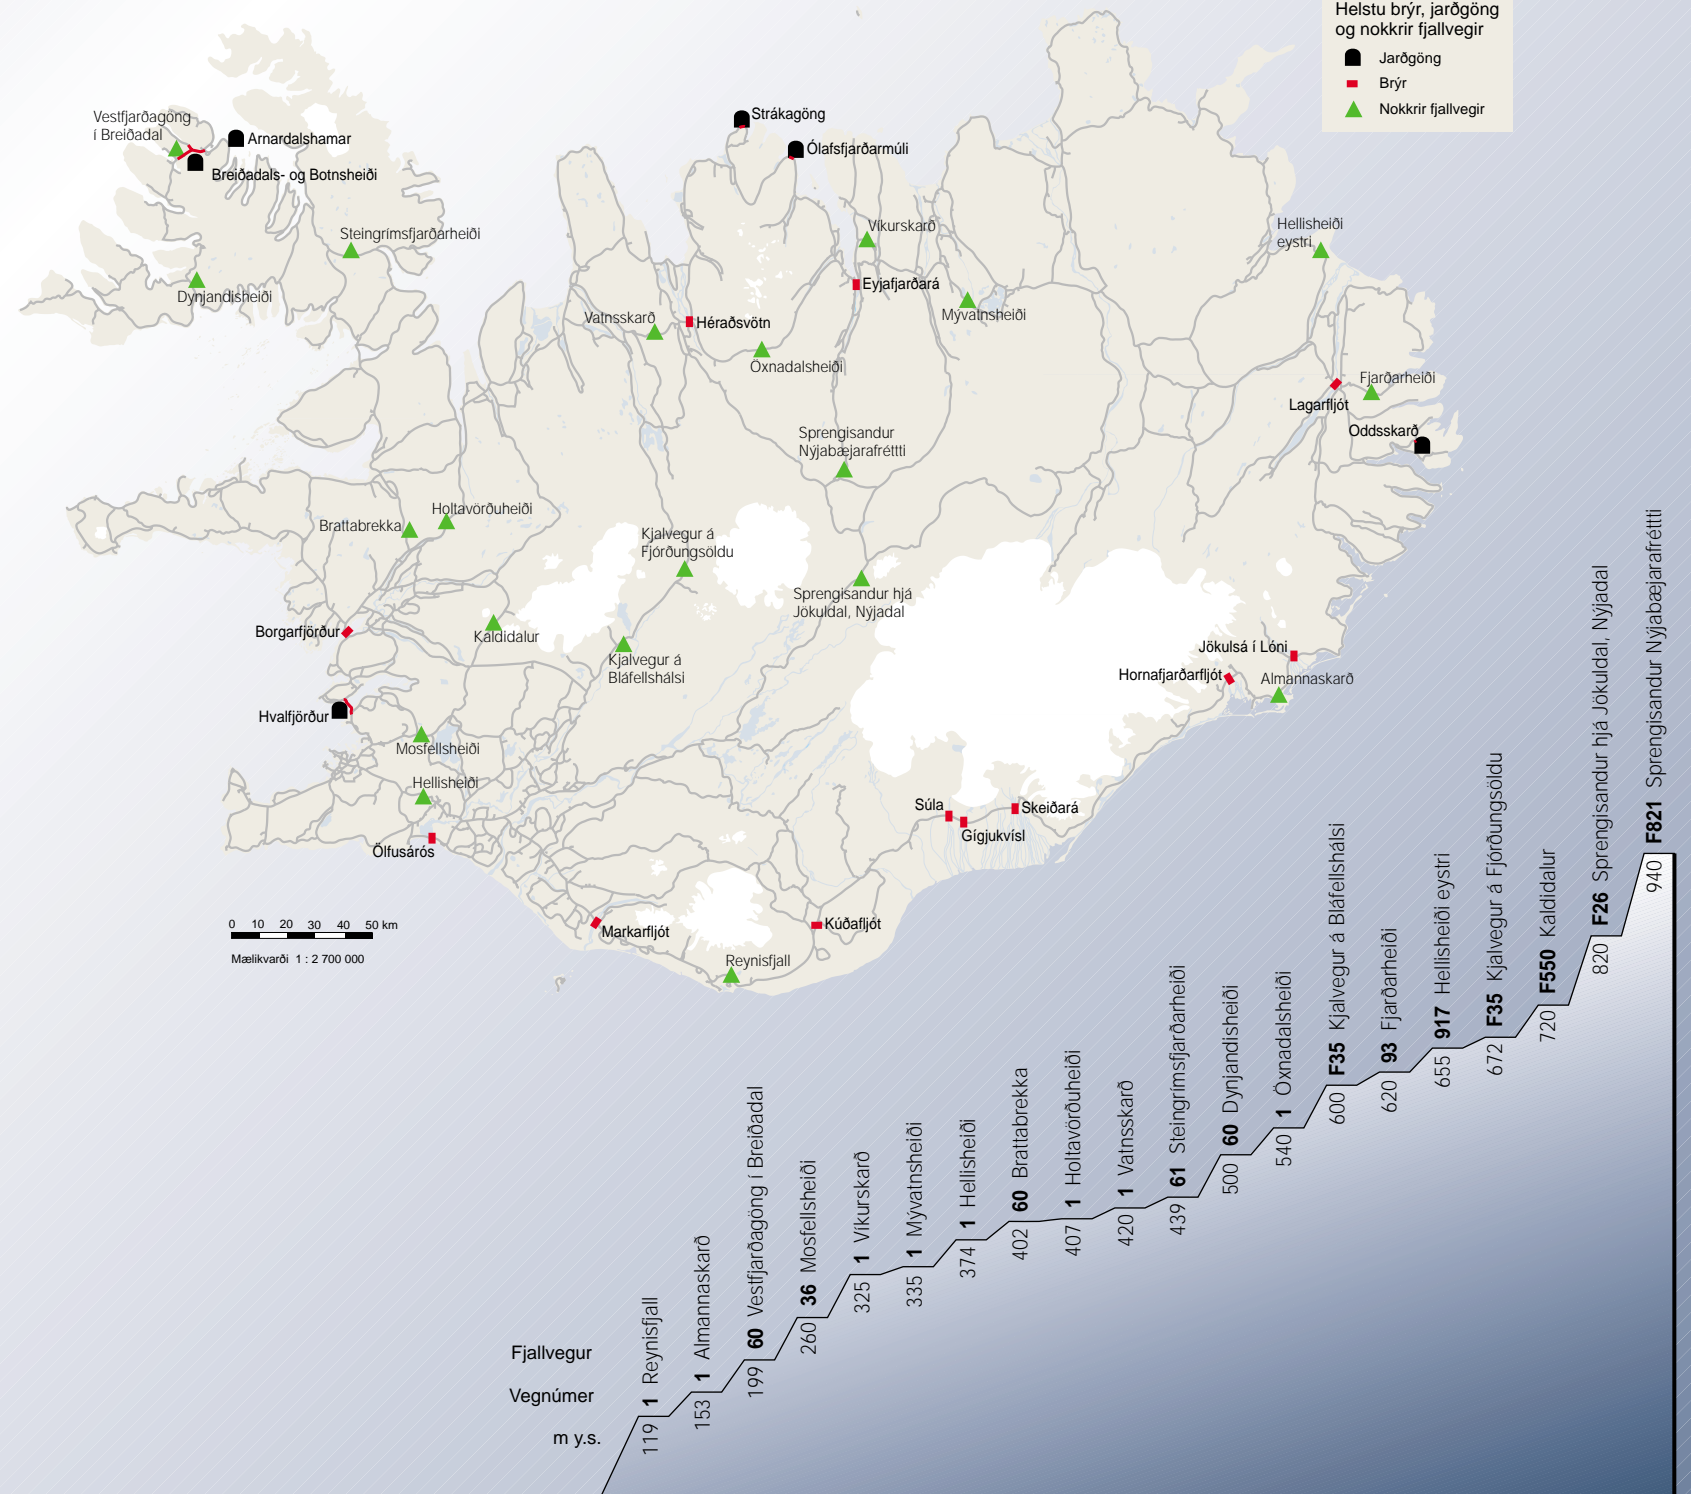 Helstu brýr, jarðgöng
og nokkrir fjallvegir
Jarðgöng
Brýr
Nokkrir fjallvegir
Vestfjarðagöng
í Breiðadal
Arnardalshamar
Breiðadals- og Botnsheiði
Steingrímsfjarðarheiði
Dynjandisheiði
Strákagöng
Ólafsfjarðarmúli
Víkurskarð
Eyjafjarðará
Mývatnsheiði
Vatnsskarð
Héraðsvötn
Öxnadalsheiði
Hellisheiði
eystri
Fjarðarheiði
Lagarfljót
Oddsskarð
Sprengisandur
Nýjabæjarafréttti
Holtavörðuheiði
Brattabrekka
Kjalvegur á
Fjórðungsöldu
Sprengisandur hjá
Jökuldal, Nýjadal
Borgarfjörður
Kaldidalur
Kjalvegur á
Bláfellshálsi
Jökulsá í Lóni
Hornafjarðarfljót
Almannaskarð
Hvalfjörður
Mosfellsheiði
Hellisheiði
Ölfusárós
Súla
Skeiðará
Gígjukvísl
Markarfljót
Kúðafljót
Reynisfjall
0 10 20 30 40 50 km
Mælikvarði 1 : 2 700 000
Fjallvegur
Vegnúmer
m y.s.
119 1 Reynisfjall
153 1 Almannaskarð
199 60 Vestfjarðagöng í Breiðadal
260 36 Mosfellsheiði
325 1 Víkurskarð
335 1 Mývatnsheiði
374 1 Hellisheiði
402 60 Brattabrekka
407 1 Holtavörðuheiði
420 1 Vatnsskarð
439 61 Steingrímsfjarðarheiði
500 60 Dynjandisheiði
540 1 Öxnadalsheiði
600 F35 Kjalvegur á Bláfellshálsi
620 93 Fjarðarheiði
655 917 Hellisheiði eystri
672 F35 Kjalvegur á Fjórðungsöldu
720 F550 Kaldidalur
820 F26 Sprengisandur hjá Jökuldal, Nýjadal
940 F821 Sprengisandur Nýjabæjarafréttti